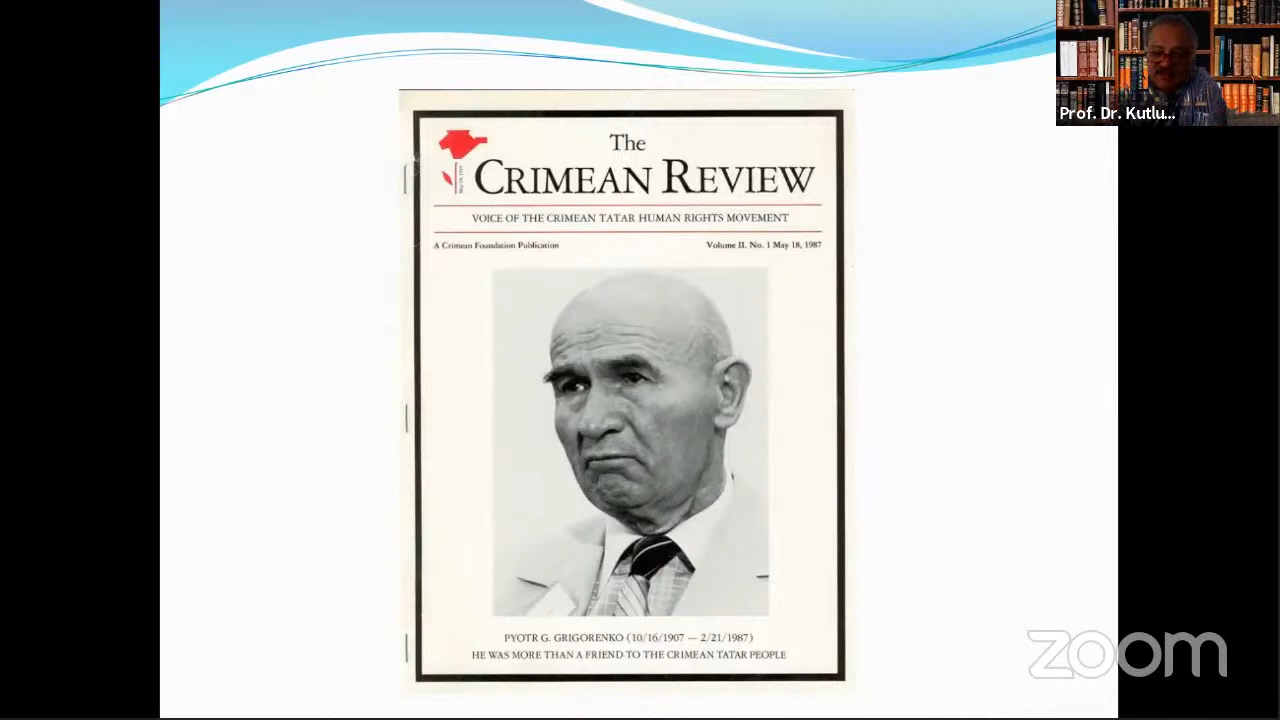 Prof. Dr. Kutlu...
The
CRIMEAN REVIEW
VOICE OF THE CRIMEAN TATAR HUMAN RIGHTS MOVEMENT
A Crimean Foundation Publication
Volume II. No. 1 May 18, 1987
PYOTR G. GRIGORENKO (10/16/1907 — 2/21/1987)
HE WAS MORE THAN A FRIEND TO THE CRIMEAN TATAR PEOPLE
zoom